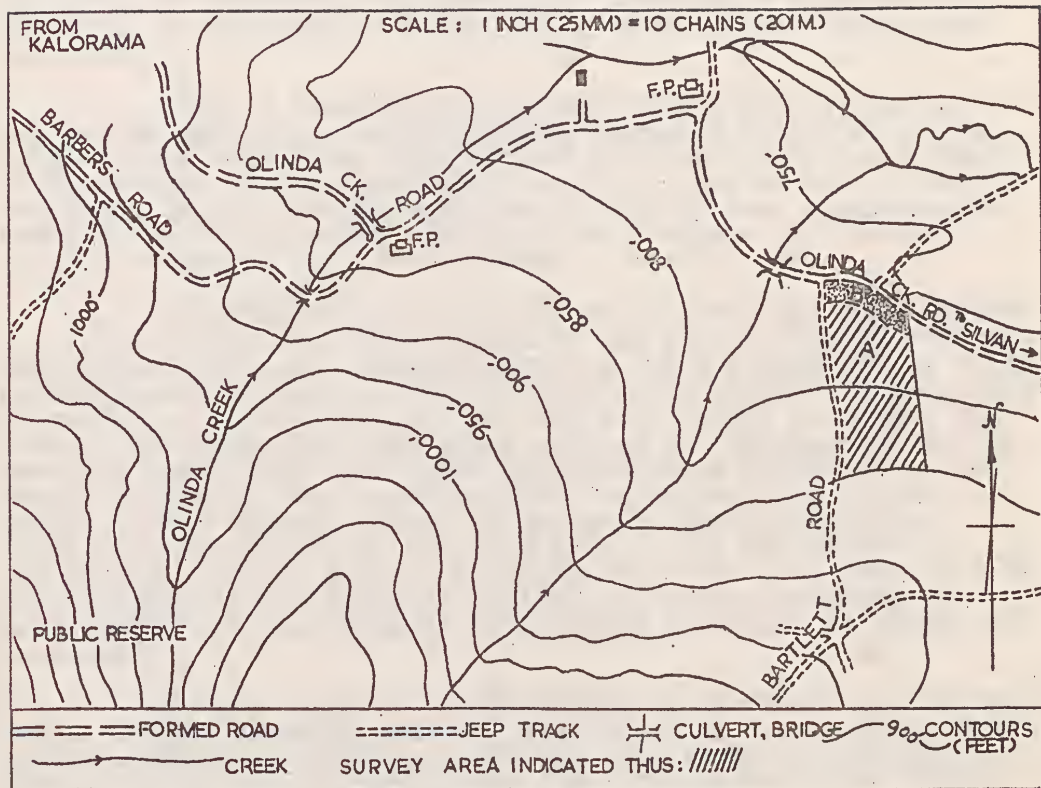 FROM
KALORAMA
SCALE: 1 INCH (25MM) = 10 CHAINS (201M.)
BARBERS
ROAD
OLINDA
CK.
ROAD
F.P.
F.P.
750'
800'
850'
900'
950'
1000'
1000'
OLINDA
CK.
RD. TO
SILVAN →
A
ROAD
BARTLETT
OLINDA
CREEK
N
PUBLIC RESERVE
FORMED ROAD
JEEP TRACK
CULVERT, BRIDGE
900 CONTOURS
(FEET)
CREEK
SURVEY AREA INDICATED THUS: